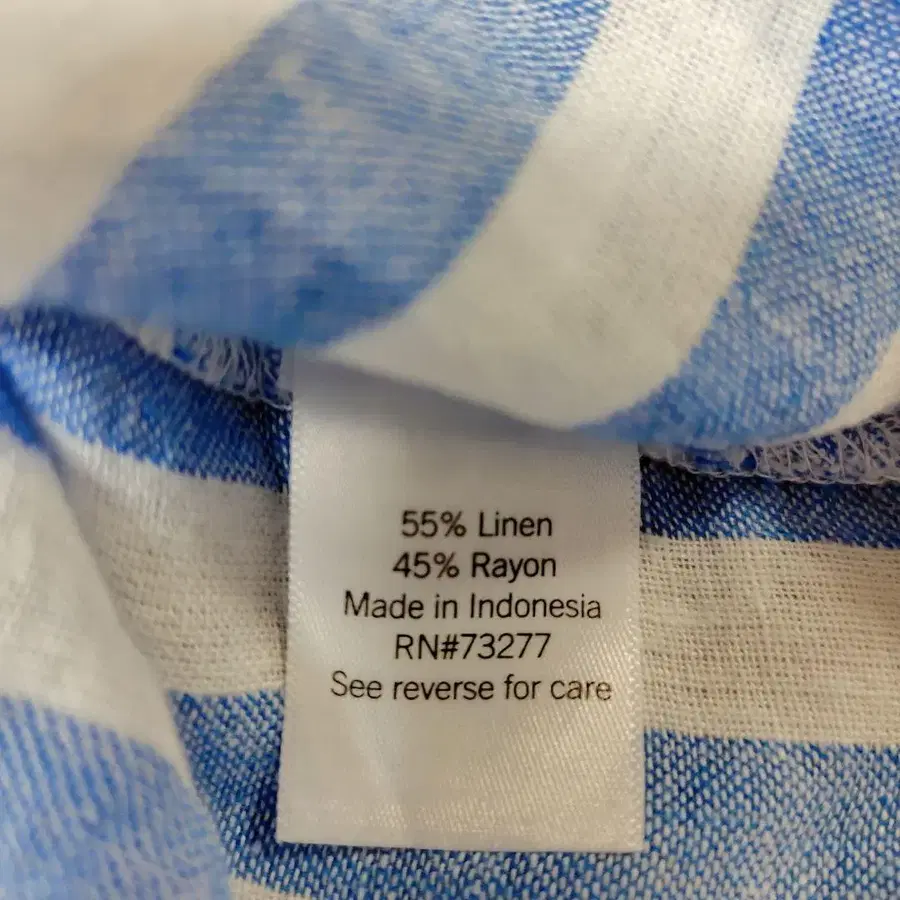 55% Linen
45% Rayon
Made in Indonesia
RN#73277
See reverse for care